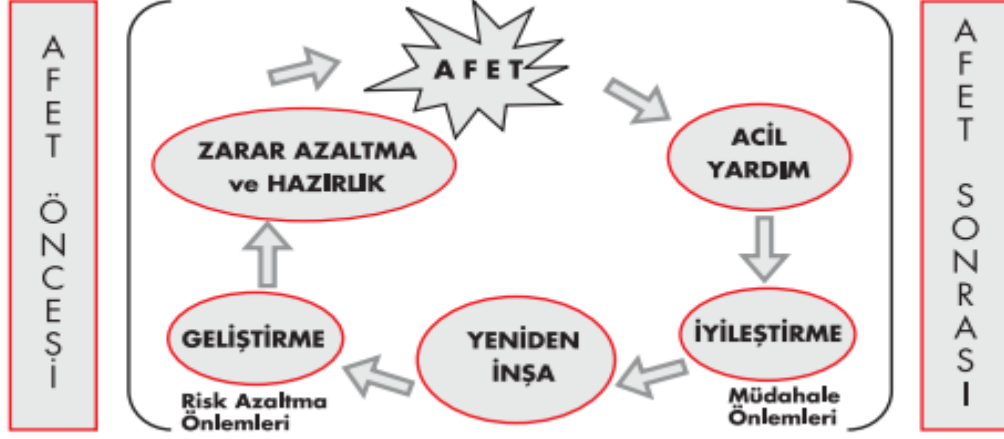 AFET ÖNCESİ
AFET
ZARAR AZALTMA
ve HAZIRLIK
ACİL
YARDIM
İYİLEŞTİRME
Müdahale
Önlemleri
YENİDEN
İNŞA
GELİŞTİRME
Risk Azaltma
Önlemleri
AFET SONRASI